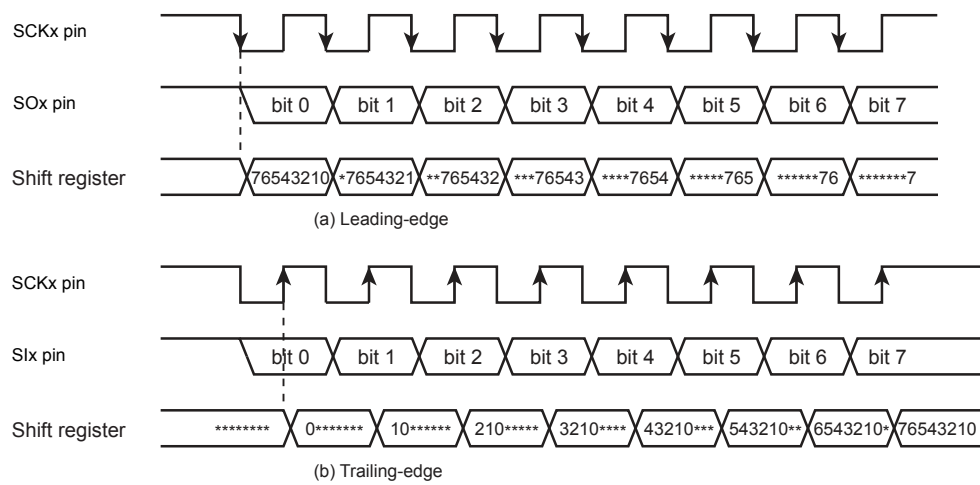 SCKx pin
SOx pin
bit 0 bit 1 bit 2 bit 3 bit 4 bit 5 bit 6 bit 7
Shift register
76543210 *7654321 **765432 ***76543 ****7654 *****765 ******76 *******7
(a) Leading-edge
SCKx pin
SIx pin
bit 0 bit 1 bit 2 bit 3 bit 4 bit 5 bit 6 bit 7
Shift register
******** 0******* 10****** 210***** 3210**** 43210*** 543210** 6543210* 76543210
(b) Trailing-edge